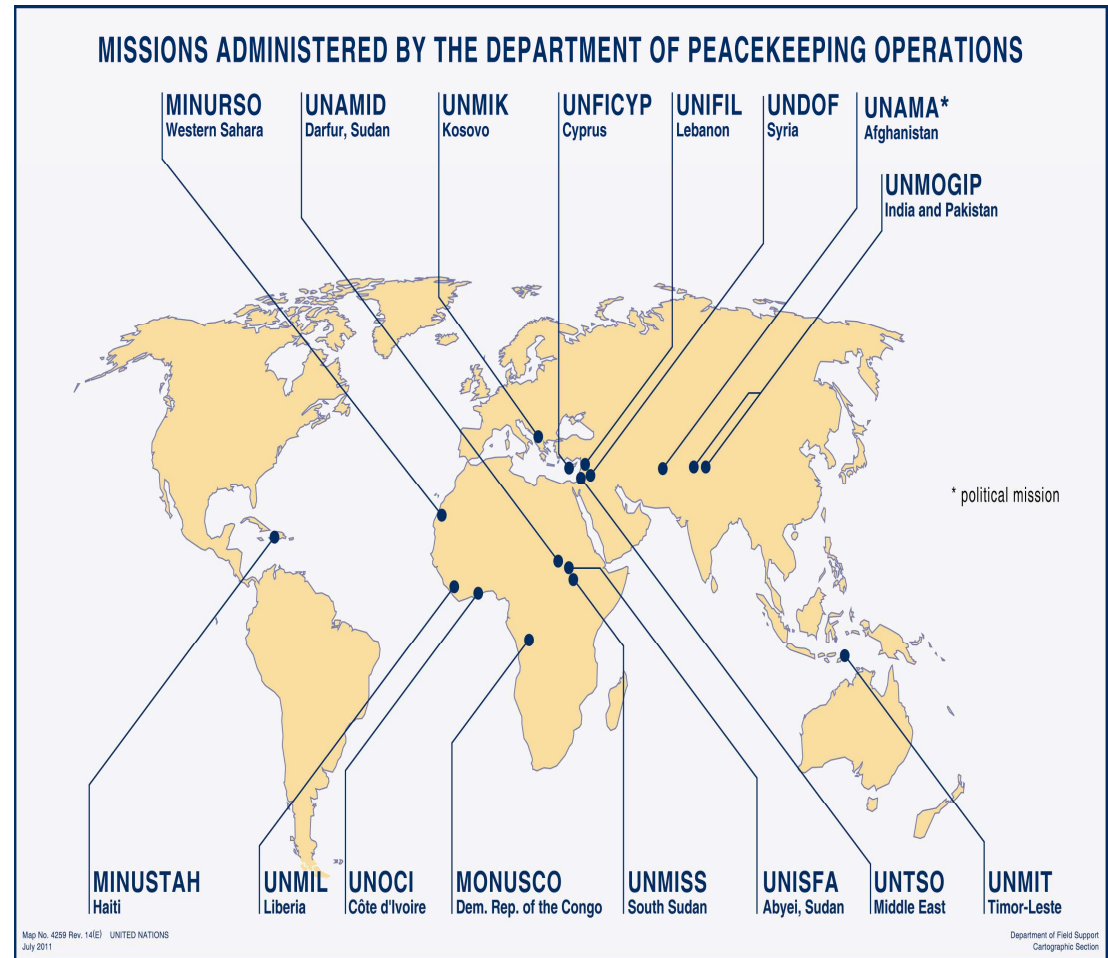 MISSIONS ADMINISTERED BY THE DEPARTMENT OF PEACEKEEPING OPERATIONS
MINURSO
Western Sahara
UNAMID
Darfur, Sudan
UNMIK
Kosovo
UNFICYP
Cyprus
UNIFIL
Lebanon
UNDOF
Syria
UNAMA*
Afghanistan
UNMOGIP
India and Pakistan
* political mission
MINUSTAH
Haiti
UNMIL
Liberia
UNOCI
Côte d'Ivoire
MONUSCO
Dem. Rep. of the Congo
UNMISS
South Sudan
UNISFA
Abyei, Sudan
UNTSO
Middle East
UNMIT
Timor-Leste
Map No. 4259 Rev. 14(E) UNITED NATIONS
July 2011
Department of Field Support
Cartographic Section